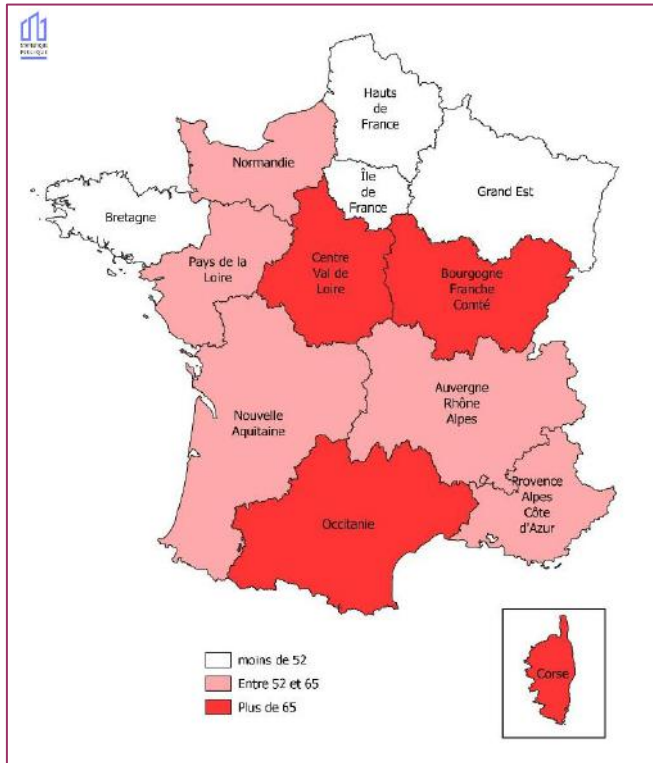 STATISTIQUE
PUBLIQUE
Hauts
de
France
Normandie
Île
de
France
Grand Est
Bretagne
Pays de la
Loire
Centre
Val de
Loire
Bourgogne
Franche
Comté
Nouvelle
Aquitaine
Auvergne
Rhône
Alpes
Provence
Alpes
Côte
d'Azur
Occitanie
moins de 52
Entre 52 et 65
Plus de 65
Corse